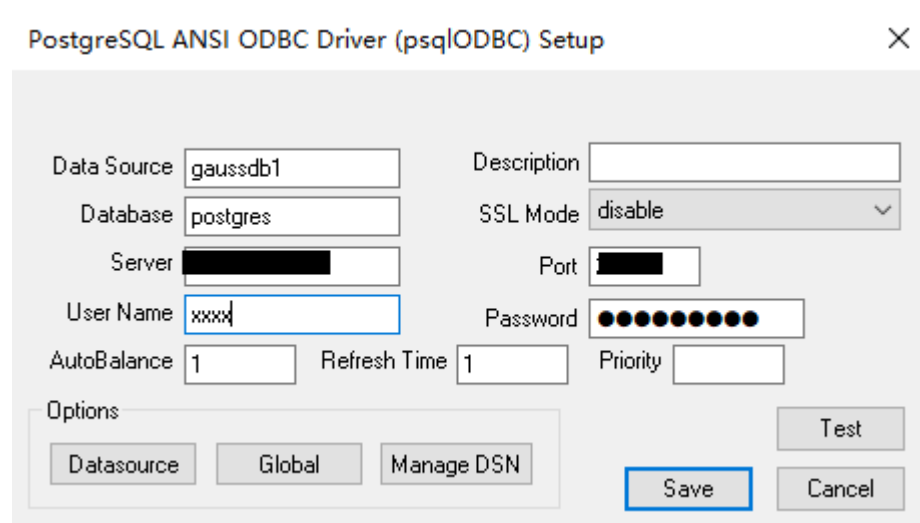 PostgreSQL ANSI ODBC Driver (psqlODBC) Setup
Data Source gaussdb1 Description
Database postgres SSL Mode disable
Server Port
User Name xxxx Password ●●●●●●●●●
AutoBalance 1 Refresh Time 1 Priority
Options
Test
Datasource Global Manage DSN
Save Cancel